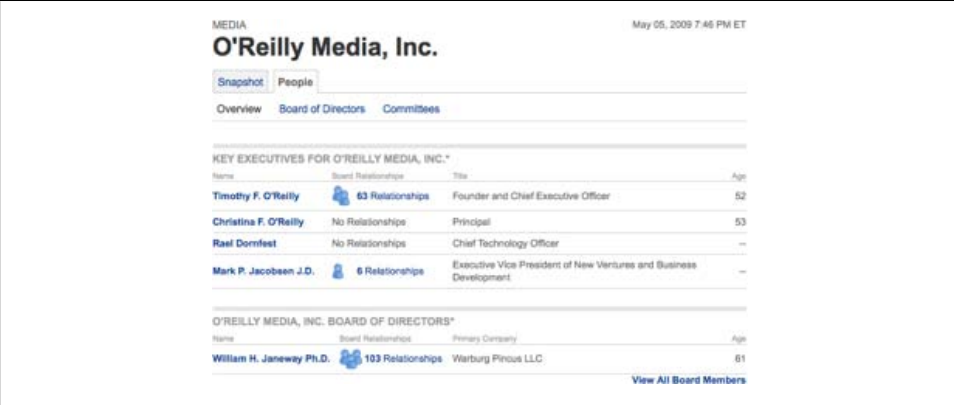 MEDIA
May 05, 2009 7:46 PM ET
O'Reilly Media, Inc.
Snapshot People
Overview Board of Directors Committees
KEY EXECUTIVES FOR O'REILLY MEDIA, INC.*
Name Board Relationships Title Age
Timothy F. O'Reilly 63 Relationships Founder and Chief Executive Officer 52
Christina F. O'Reilly No Relationships Principal 53
Rael Dornfest No Relationships Chief Technology Officer --
Mark P. Jacobsen J.D. 6 Relationships Executive Vice President of New Ventures and Business
Development --
O'REILLY MEDIA, INC. BOARD OF DIRECTORS*
Name Board Relationships Primary Company Age
William H. Janeway Ph.D. 103 Relationships Warburg Pincus LLC 61
View All Board Members